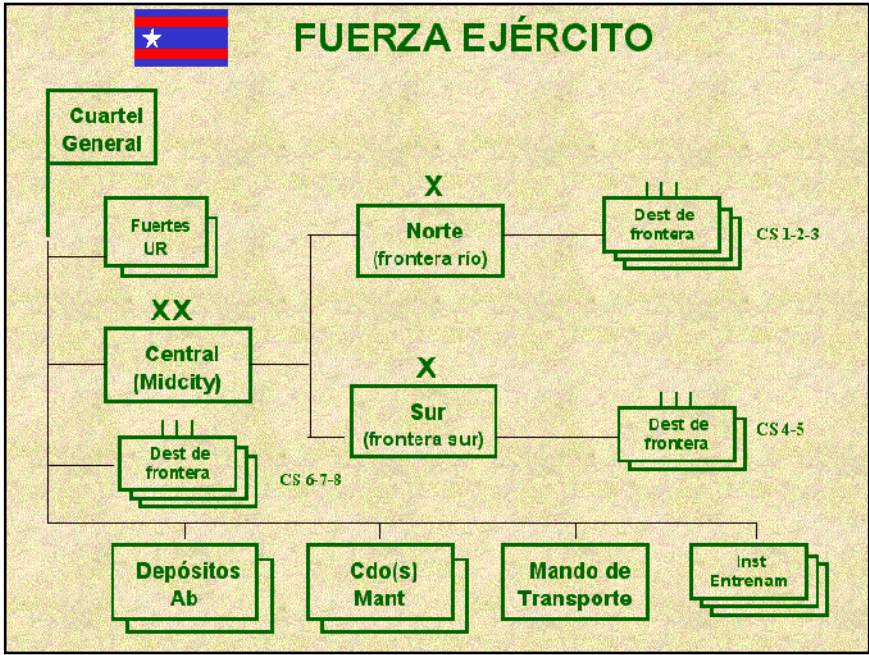 FUERZA EJÉRCITO
Cuartel
General
Fuertes
UR
X
Norte
(frontera río)
I I I
Dest de
frontera
CS 1-2-3
XX
Central
(Midcity)
X
Sur
(frontera sur)
I I I
Dest de
frontera
CS 4-5
I I I
Dest de
frontera
CS 6-7-8
Depósitos
Ab
Cdo(s)
Mant
Mando de
Transporte
Inst
Entrenam